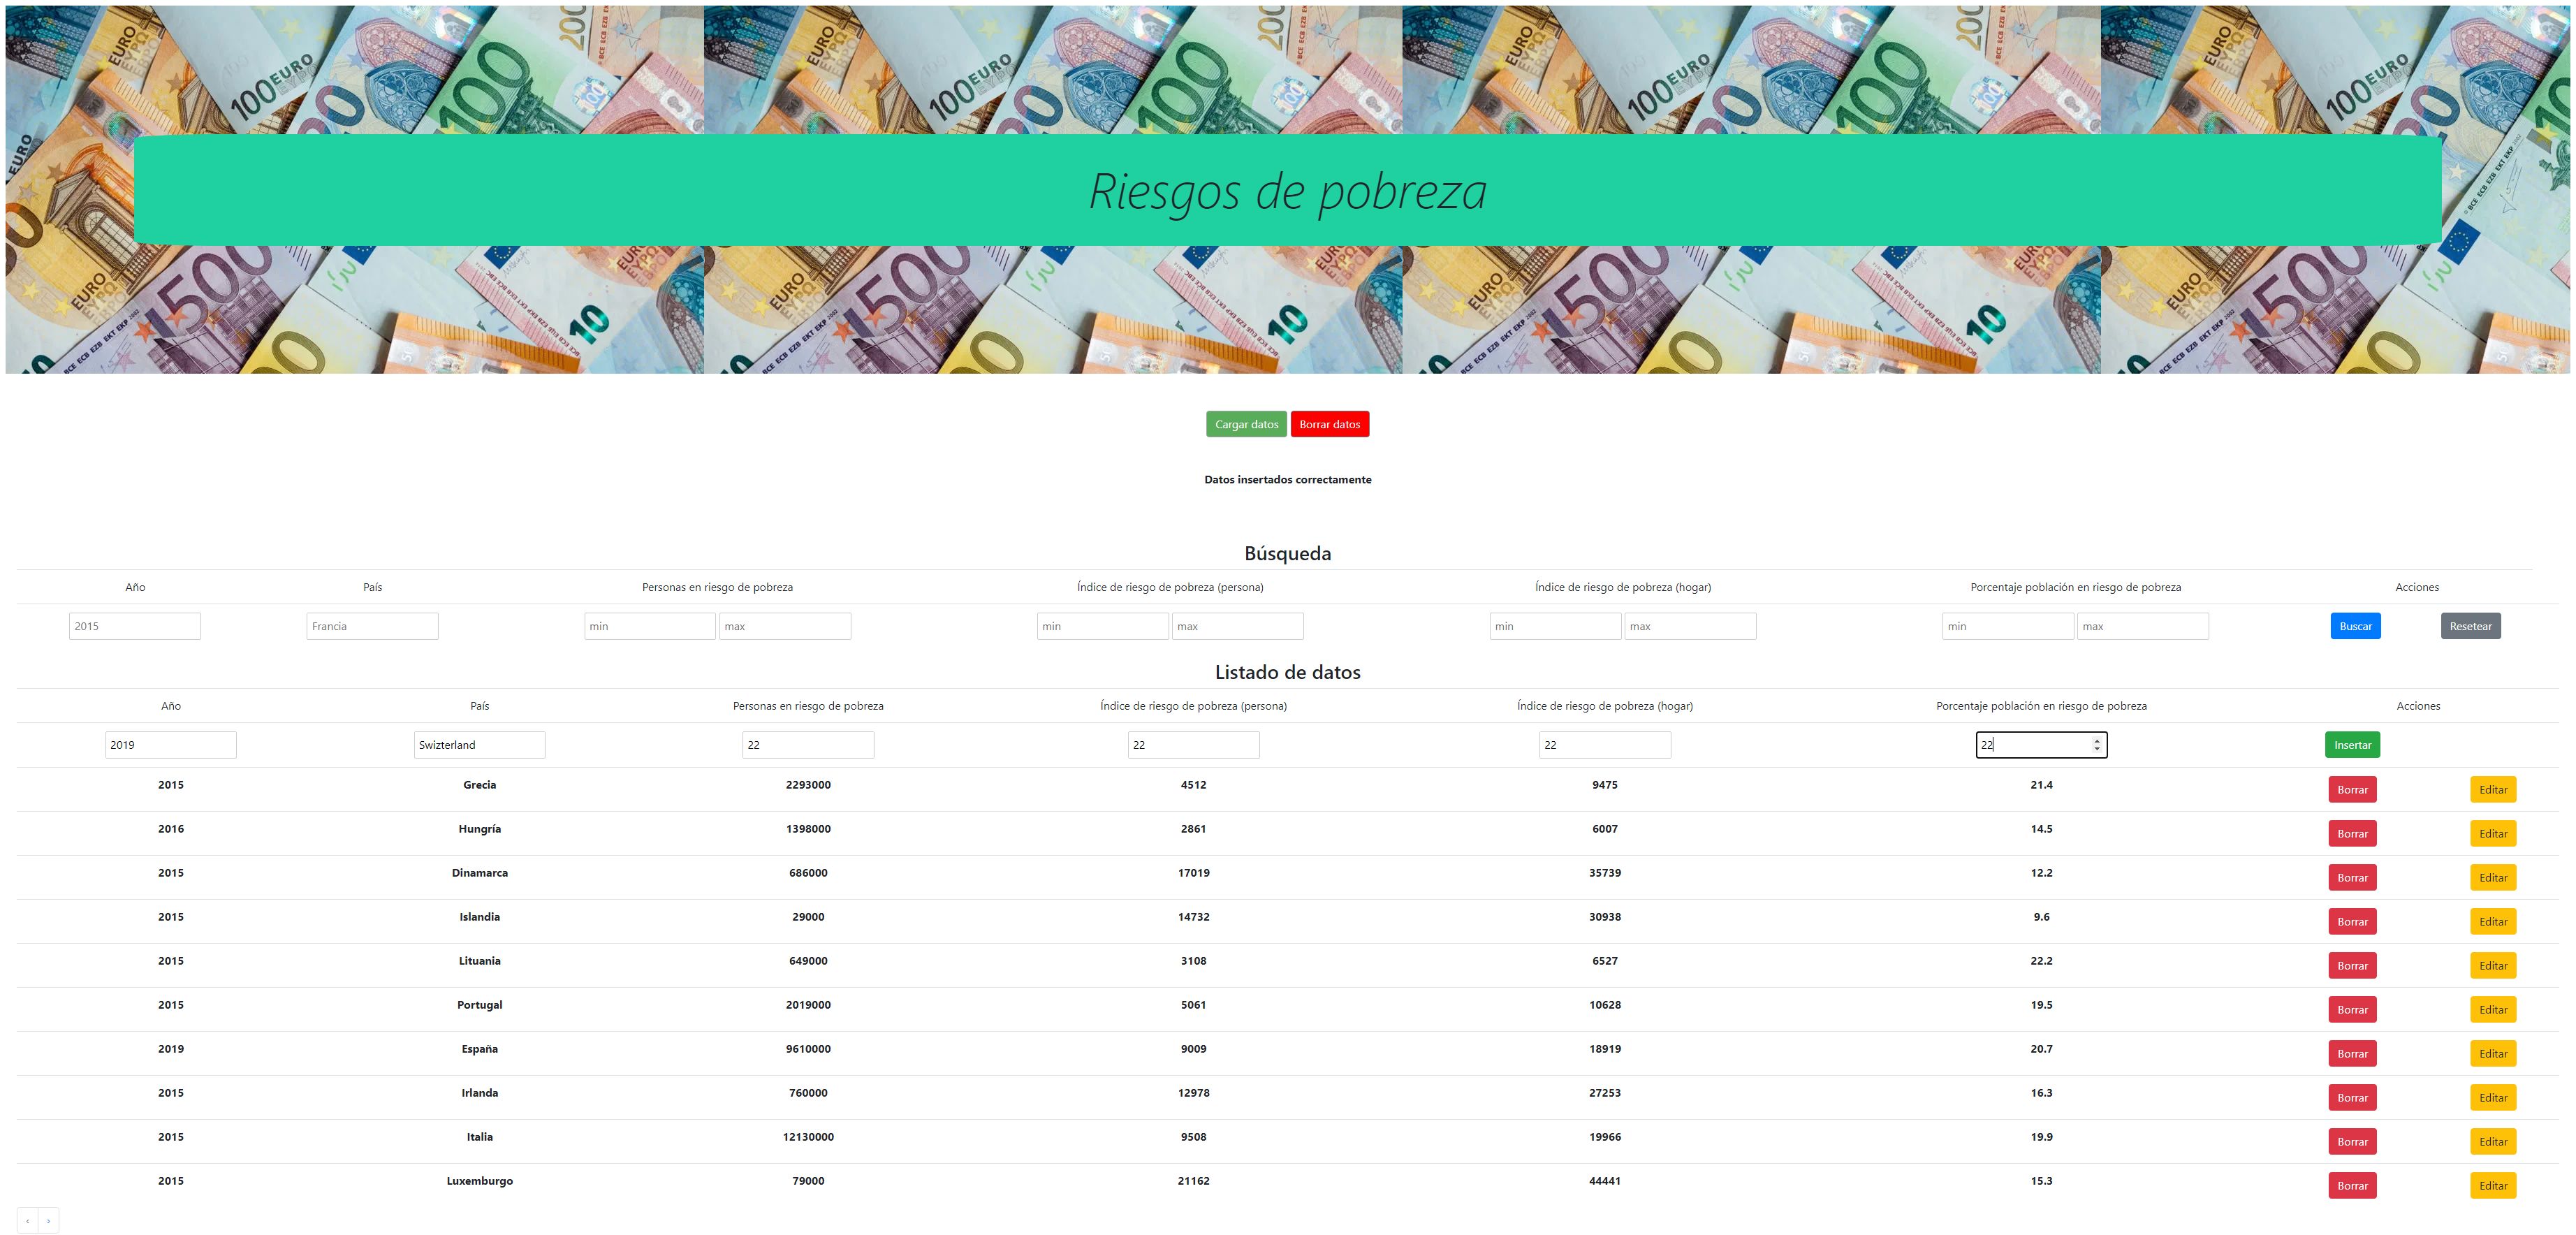 Riesgos de pobreza
Cargar datos Borrar datos
Datos insertados correctamente
Búsqueda
Año País Personas en riesgo de pobreza Índice de riesgo de pobreza (persona) Índice de riesgo de pobreza (hogar) Porcentaje población en riesgo de pobreza Acciones
2015 Francia min max min max min max min max Buscar Resetear
Listado de datos
Año País Personas en riesgo de pobreza Índice de riesgo de pobreza (persona) Índice de riesgo de pobreza (hogar) Porcentaje población en riesgo de pobreza Acciones
2019 Swizterland 22 22 22 22 Insertar
2015 Grecia 2293000 4512 9475 21.4 Borrar Editar
2016 Hungría 1398000 2861 6007 14.5 Borrar Editar
2015 Dinamarca 686000 17019 35739 12.2 Borrar Editar
2015 Islandia 29000 14732 30938 9.6 Borrar Editar
2015 Lituania 649000 3108 6527 22.2 Borrar Editar
2015 Portugal 2019000 5061 10628 19.5 Borrar Editar
2019 España 9610000 9009 18919 20.7 Borrar Editar
2015 Irlanda 760000 12978 27253 16.3 Borrar Editar
2015 Italia 12130000 9508 19966 19.9 Borrar Editar
2015 Luxemburgo 79000 21162 44441 15.3 Borrar Editar
‹ ›